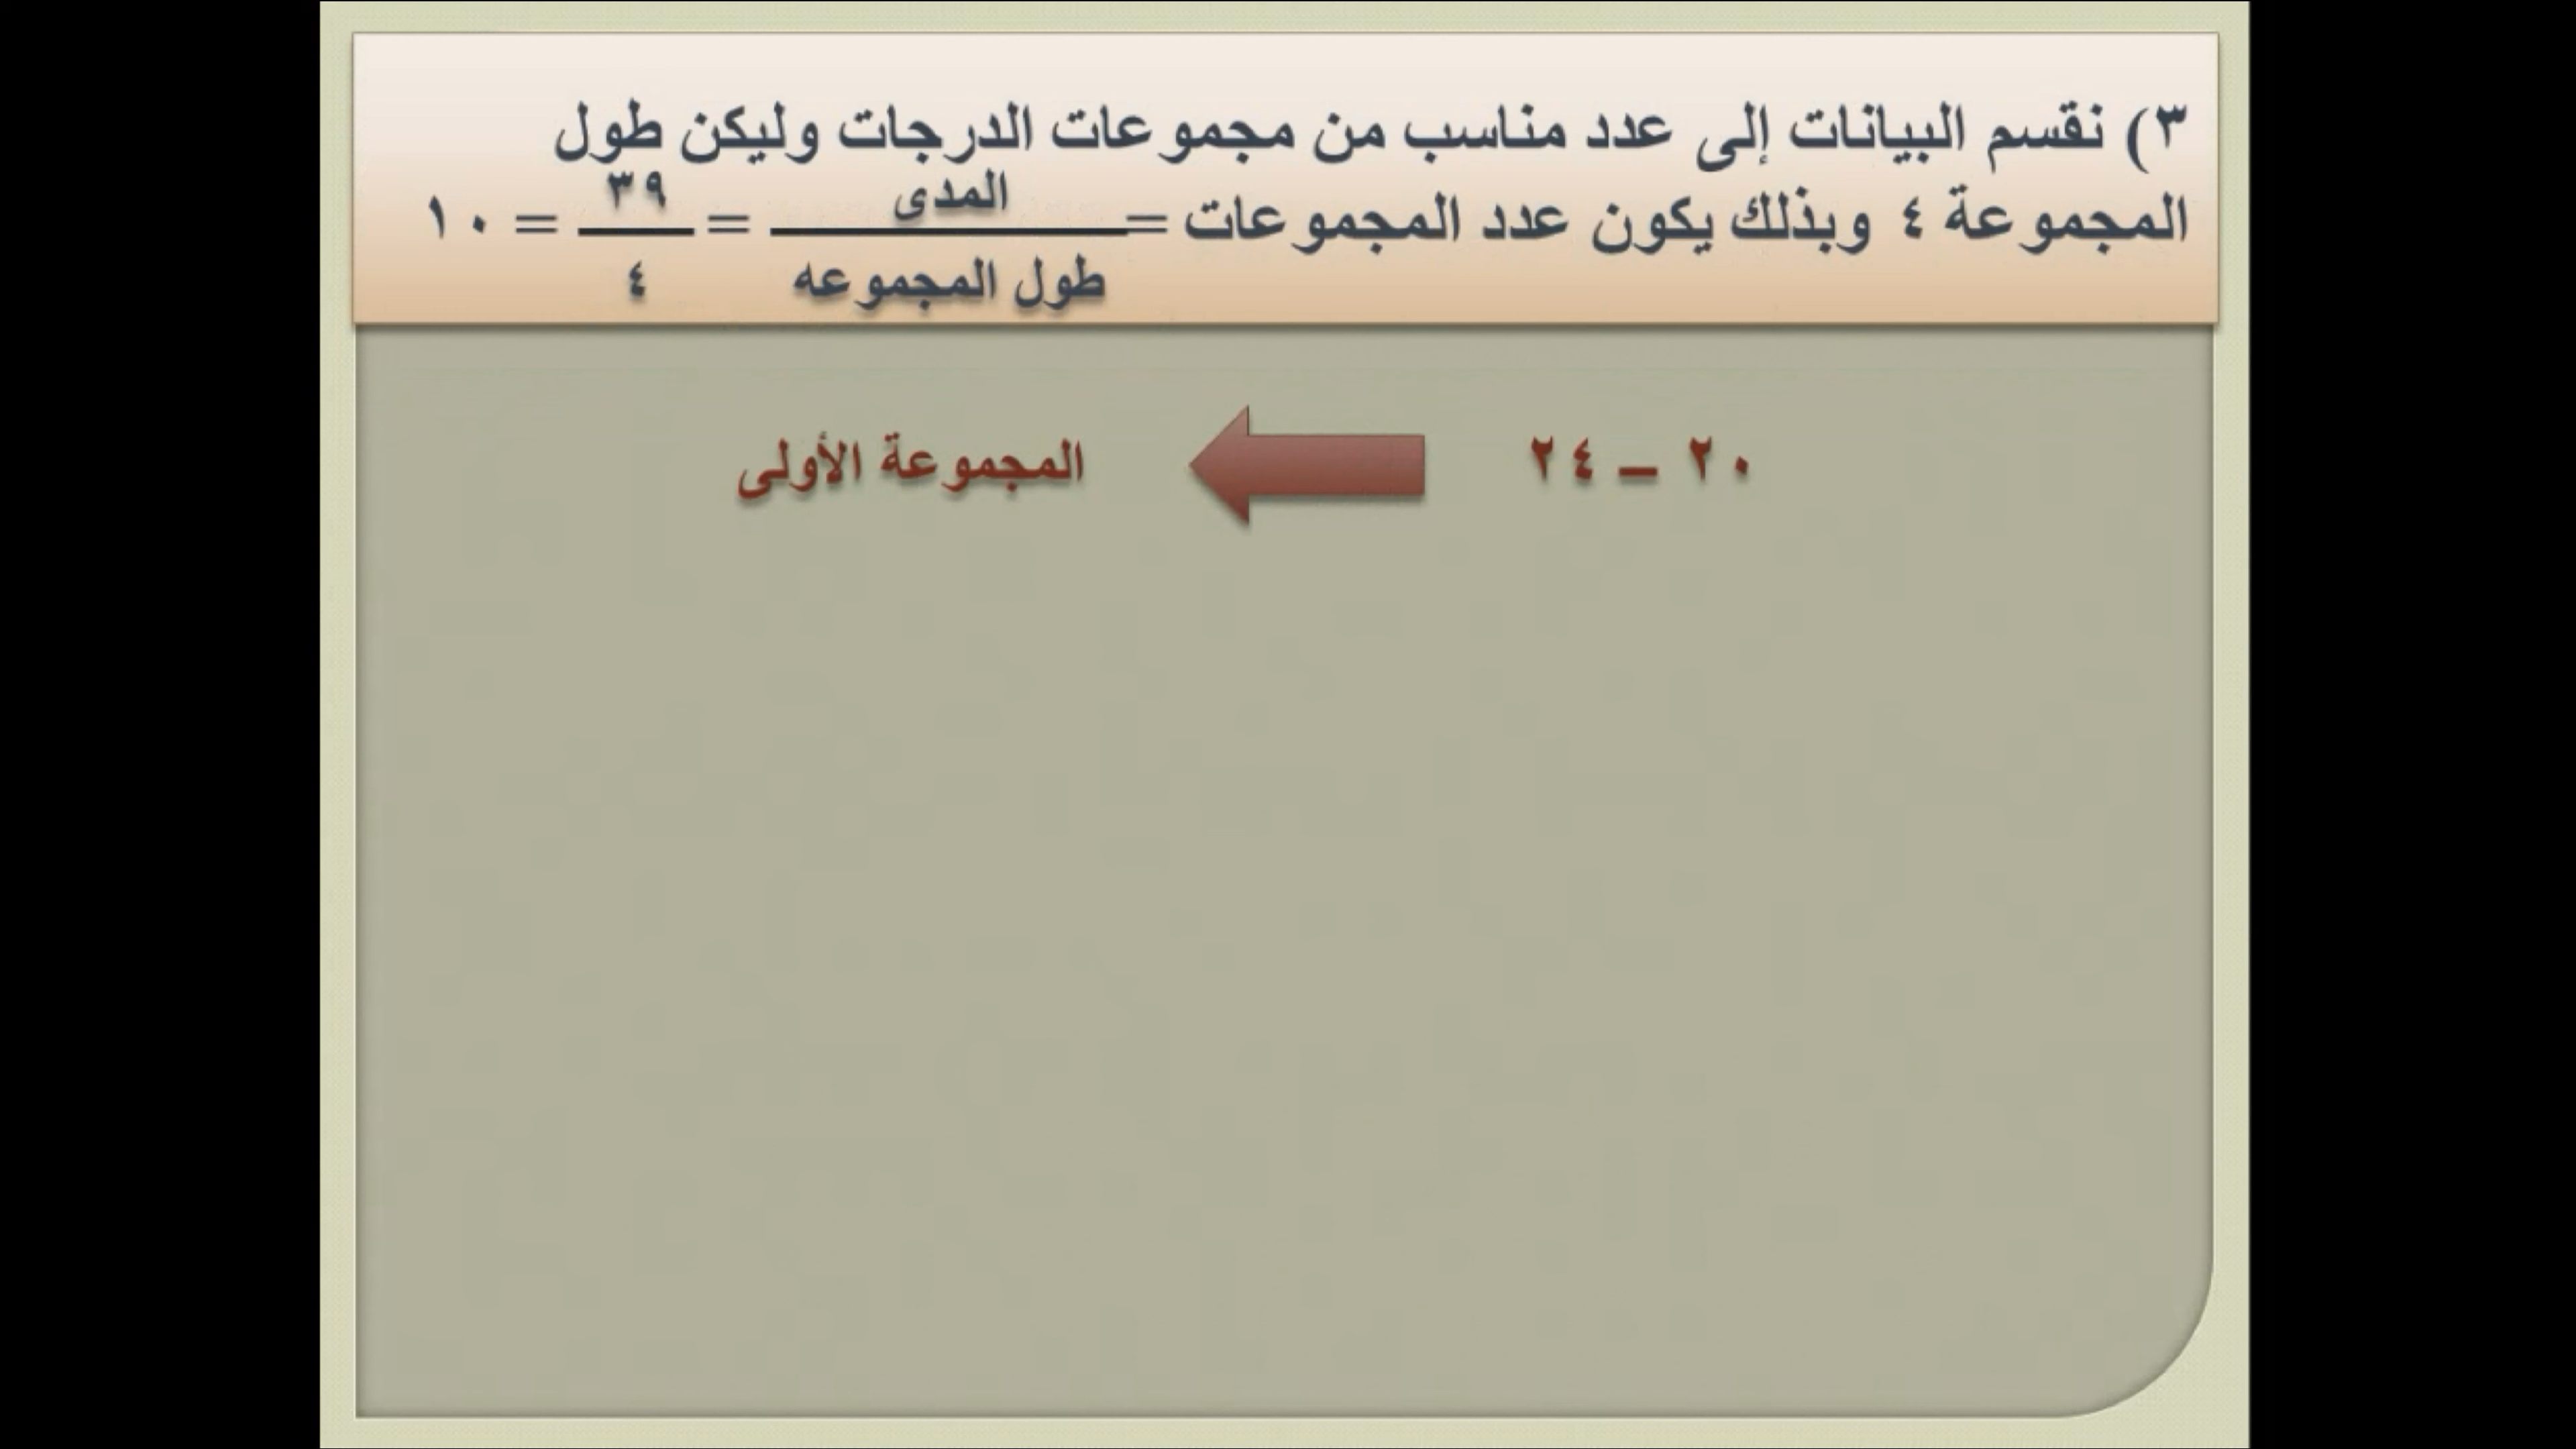 ٣) نقسم البيانات إلى عدد مناسب من مجموعات الدرجات وليكن طول
المجموعة ٤ وبذلك يكون عدد المجموعات = المدى / طول المجموعه = ٣٩ / ٤ = ١٠
٢٠ – ٢٤ المجموعة الأولى